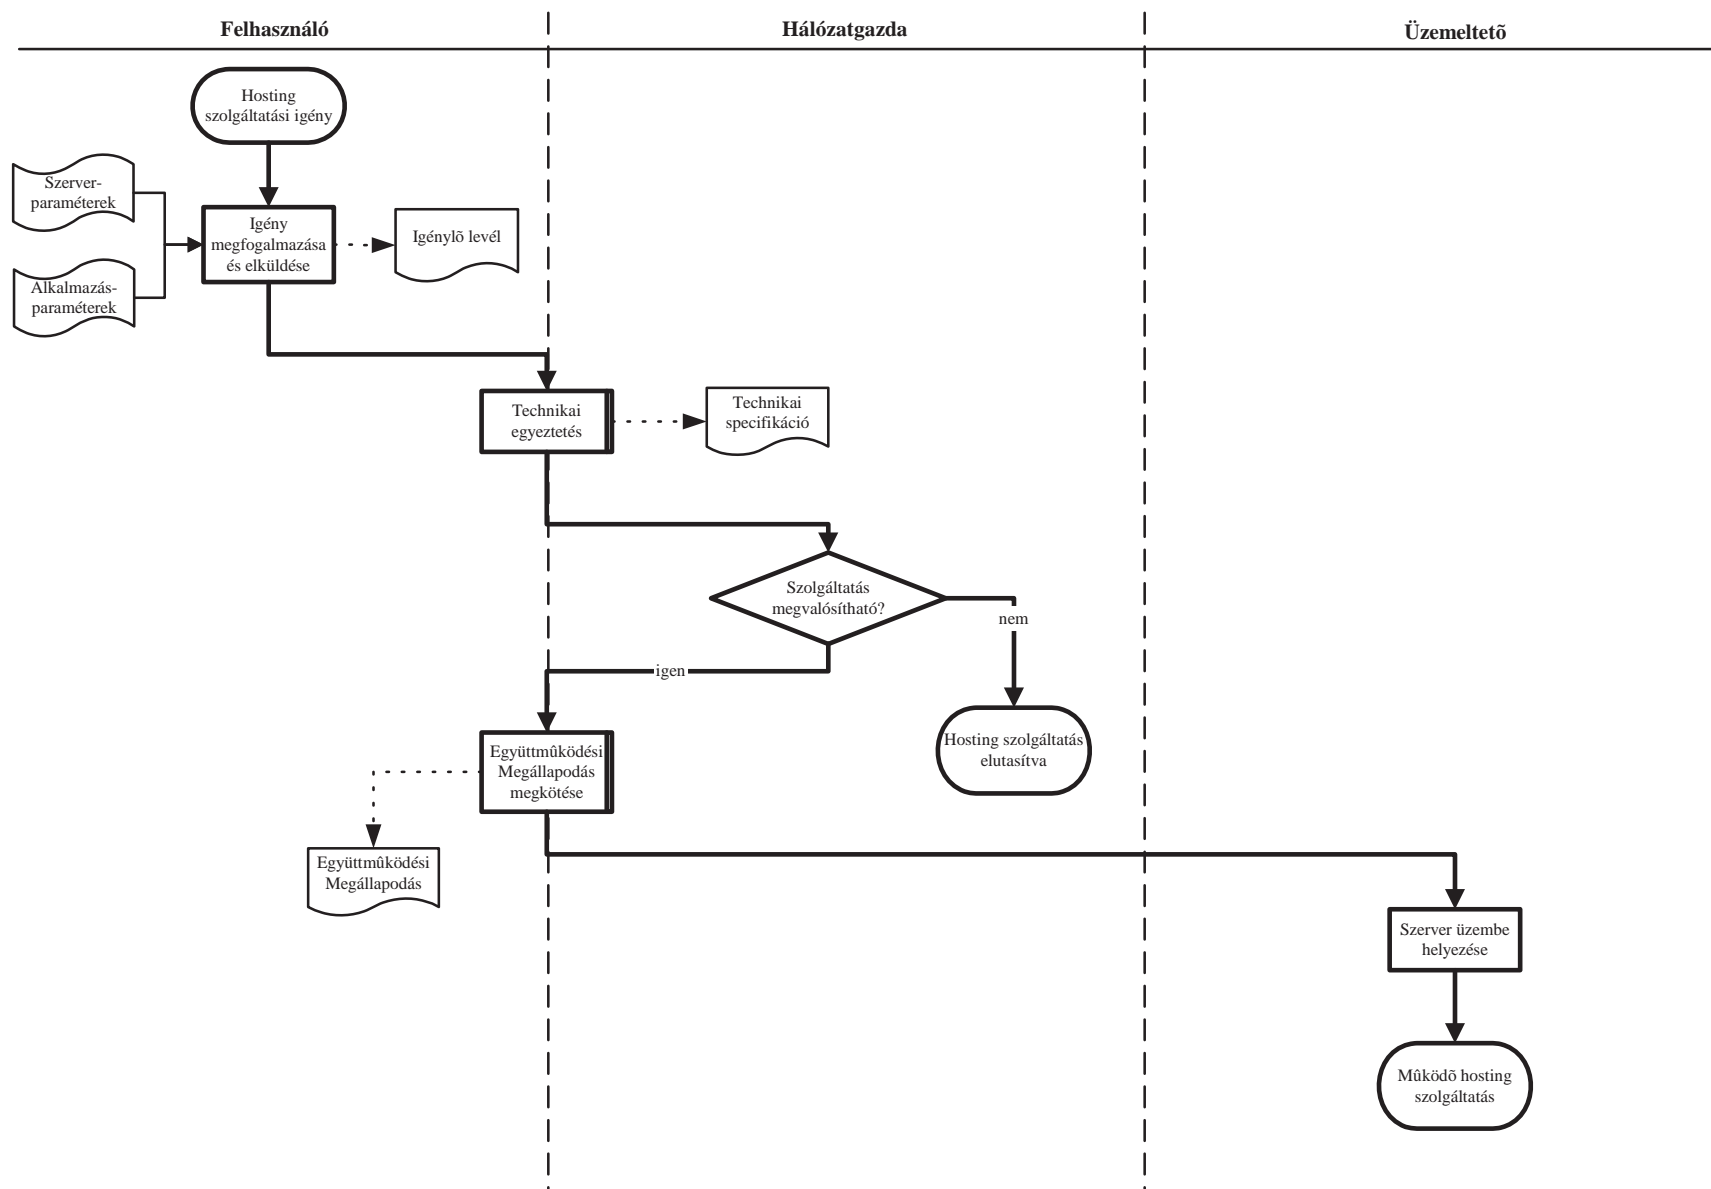 Felhasználó
Hálózatgazda
Üzemeltetõ
Hosting
szolgáltatási igény
Szerver-
paraméterek
Igény
megfogalmazása
és elküldése
Igénylõ levél
Alkalmazás-
paraméterek
Technikai
egyeztetés
Technikai
specifikáció
Szolgáltatás
megvalósítható?
nem
igen
Hosting szolgáltatás
elutasítva
Együttmûködési
Megállapodás
megkötése
Együttmûködési
Megállapodás
Szerver üzembe
helyezése
Mûködõ hosting
szolgáltatás